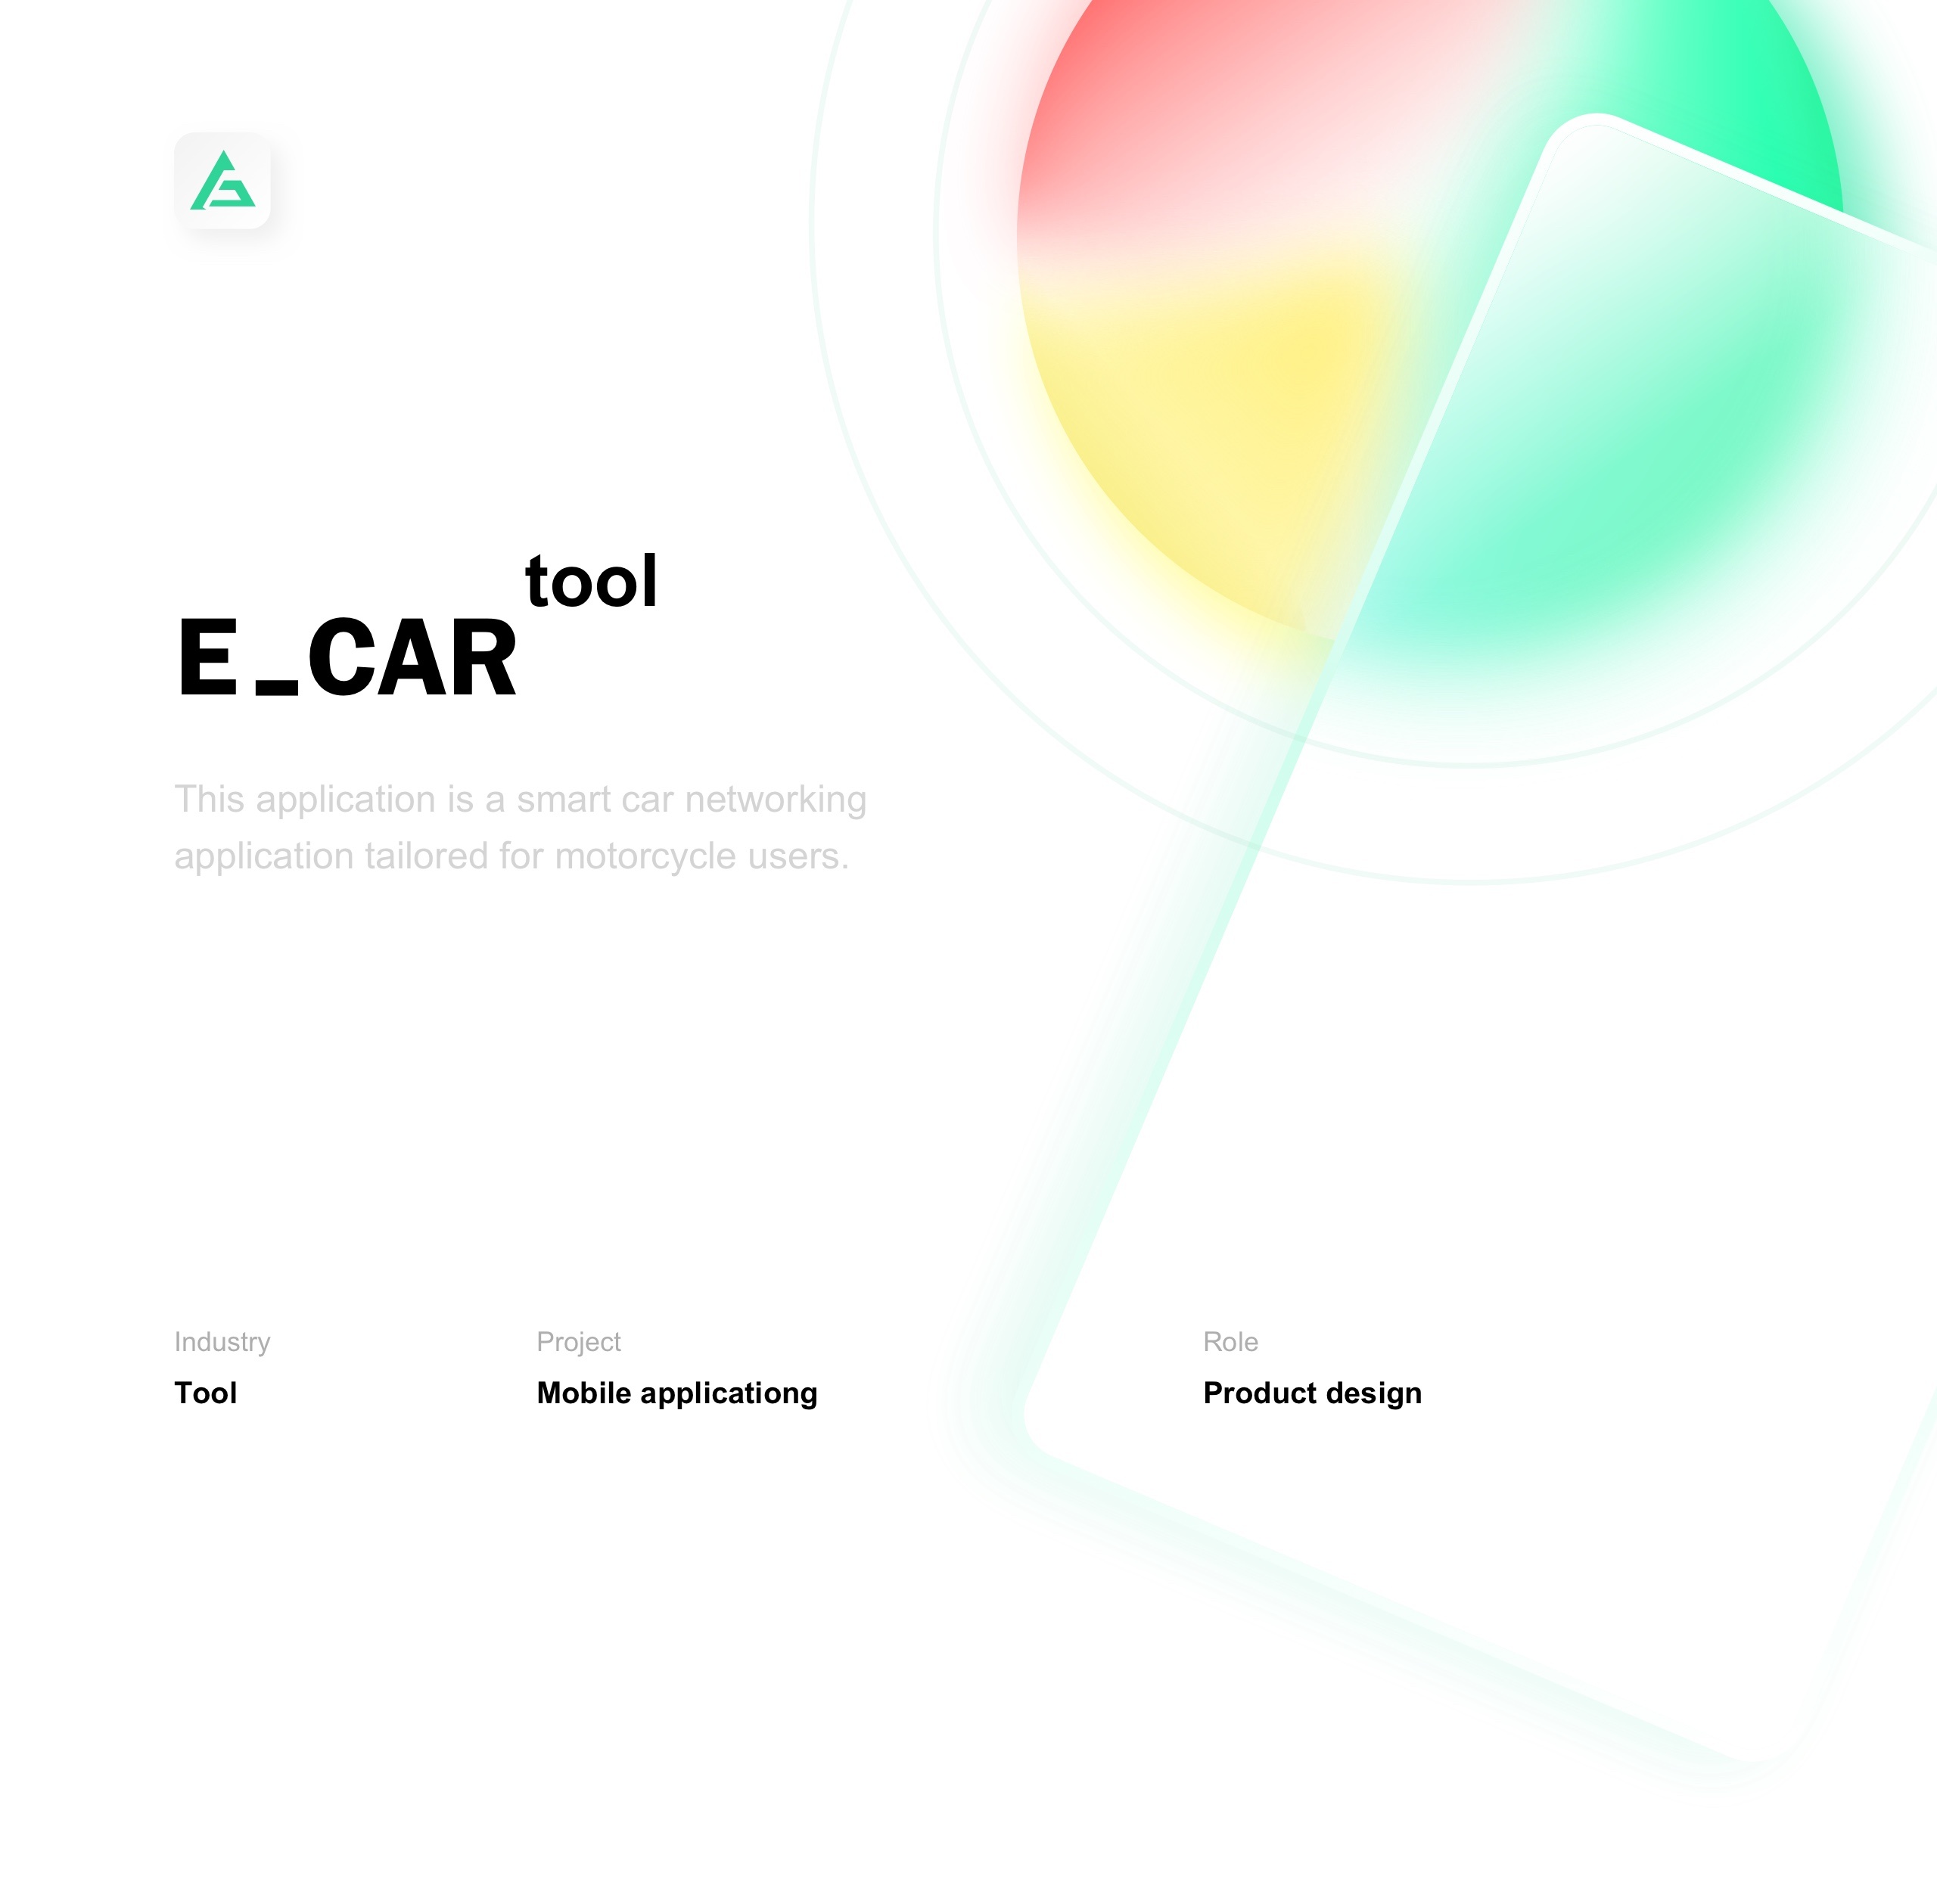 tool
E_CAR
This application is a smart car networking
application tailored for motorcycle users.
Industry
Project
Role
Tool
Mobile applicationg
Product design